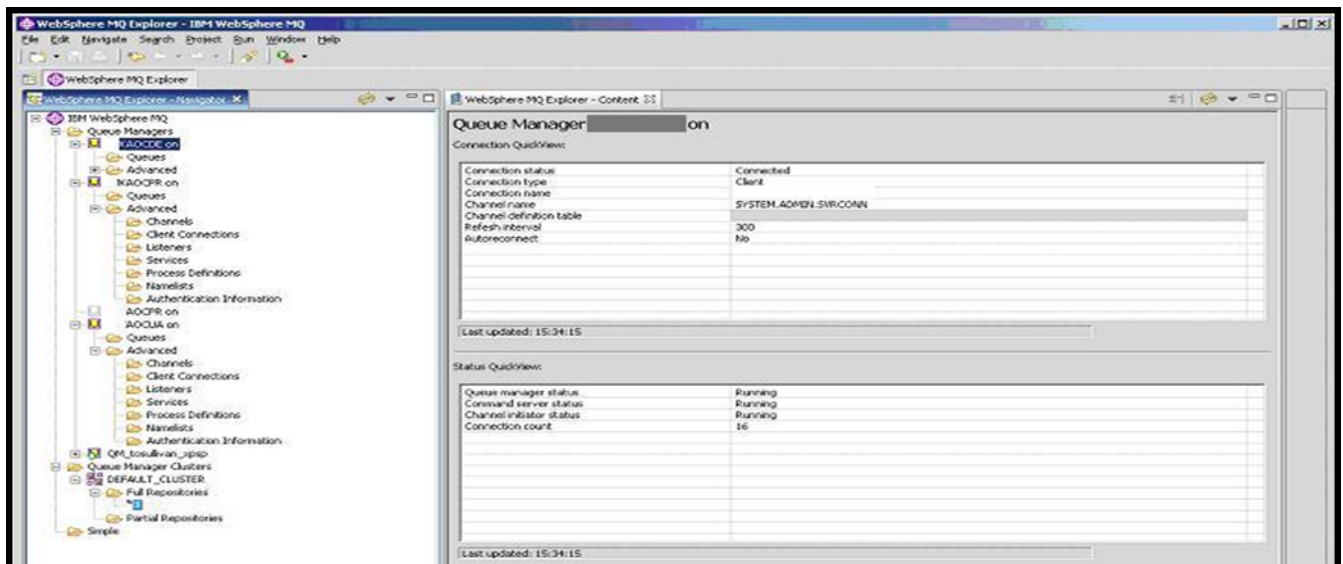 WebSphere MQ Explorer - IBM WebSphere MQ
File Edit Navigate Search Project Run Window Help
WebSphere MQ Explorer
WebSphere MQ Explorer - Navigator
IBM WebSphere MQ
Queue Managers
KAOCDE on
Queues
Advanced
IKAOCPR on
Queues
Advanced
Channels
Client Connections
Listeners
Services
Process Definitions
Namelists
Authentication Information
AOCPR on
AOCUA on
Queues
Advanced
Channels
Client Connections
Listeners
Services
Process Definitions
Namelists
Authentication Information
QM_tosullivan_xpsp
Queue Manager Clusters
DEFAULT_CLUSTER
Full Repositories
Partial Repositories
Simple
WebSphere MQ Explorer - Content
Queue Manager on
Connection QuickView:
Connection status Connected
Connection type Client
Connection name
Channel name SYSTEM.ADMIN.SVRCONN
Channel definition table
Refesh interval 300
Autoreconnect No
Last updated: 15:34:15
Status QuickView:
Queue manager status Running
Command server status Running
Channel initiator status Running
Connection count 16
Last updated: 15:34:15